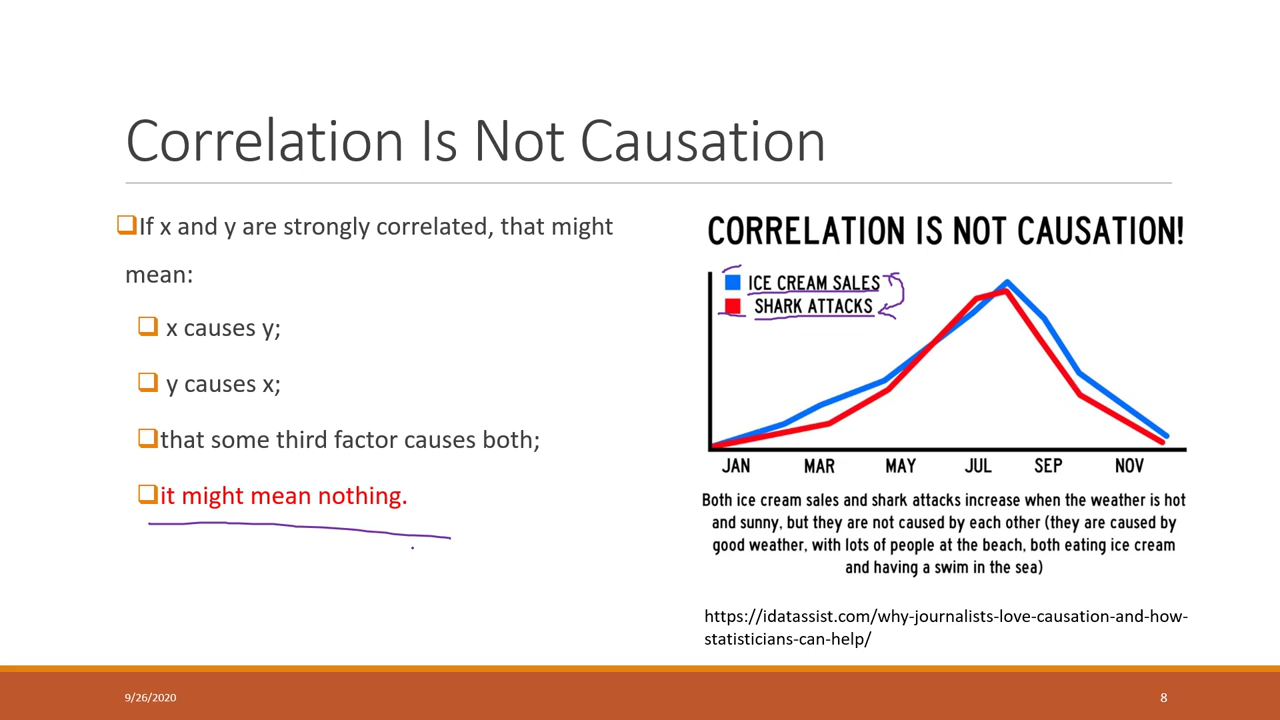 Correlation Is Not Causation
If x and y are strongly correlated, that might
mean:
x causes y;
y causes x;
that some third factor causes both;
it might mean nothing.
CORRELATION IS NOT CAUSATION!
ICE CREAM SALES
SHARK ATTACKS
JAN MAR MAY JUL SEP NOV
Both ice cream sales and shark attacks increase when the weather is hot
and sunny, but they are not caused by each other (they are caused by
good weather, with lots of people at the beach, both eating ice cream
and having a swim in the sea)
https://idatassist.com/why-journalists-love-causation-and-how-
statisticians-can-help/
9/26/2020
8